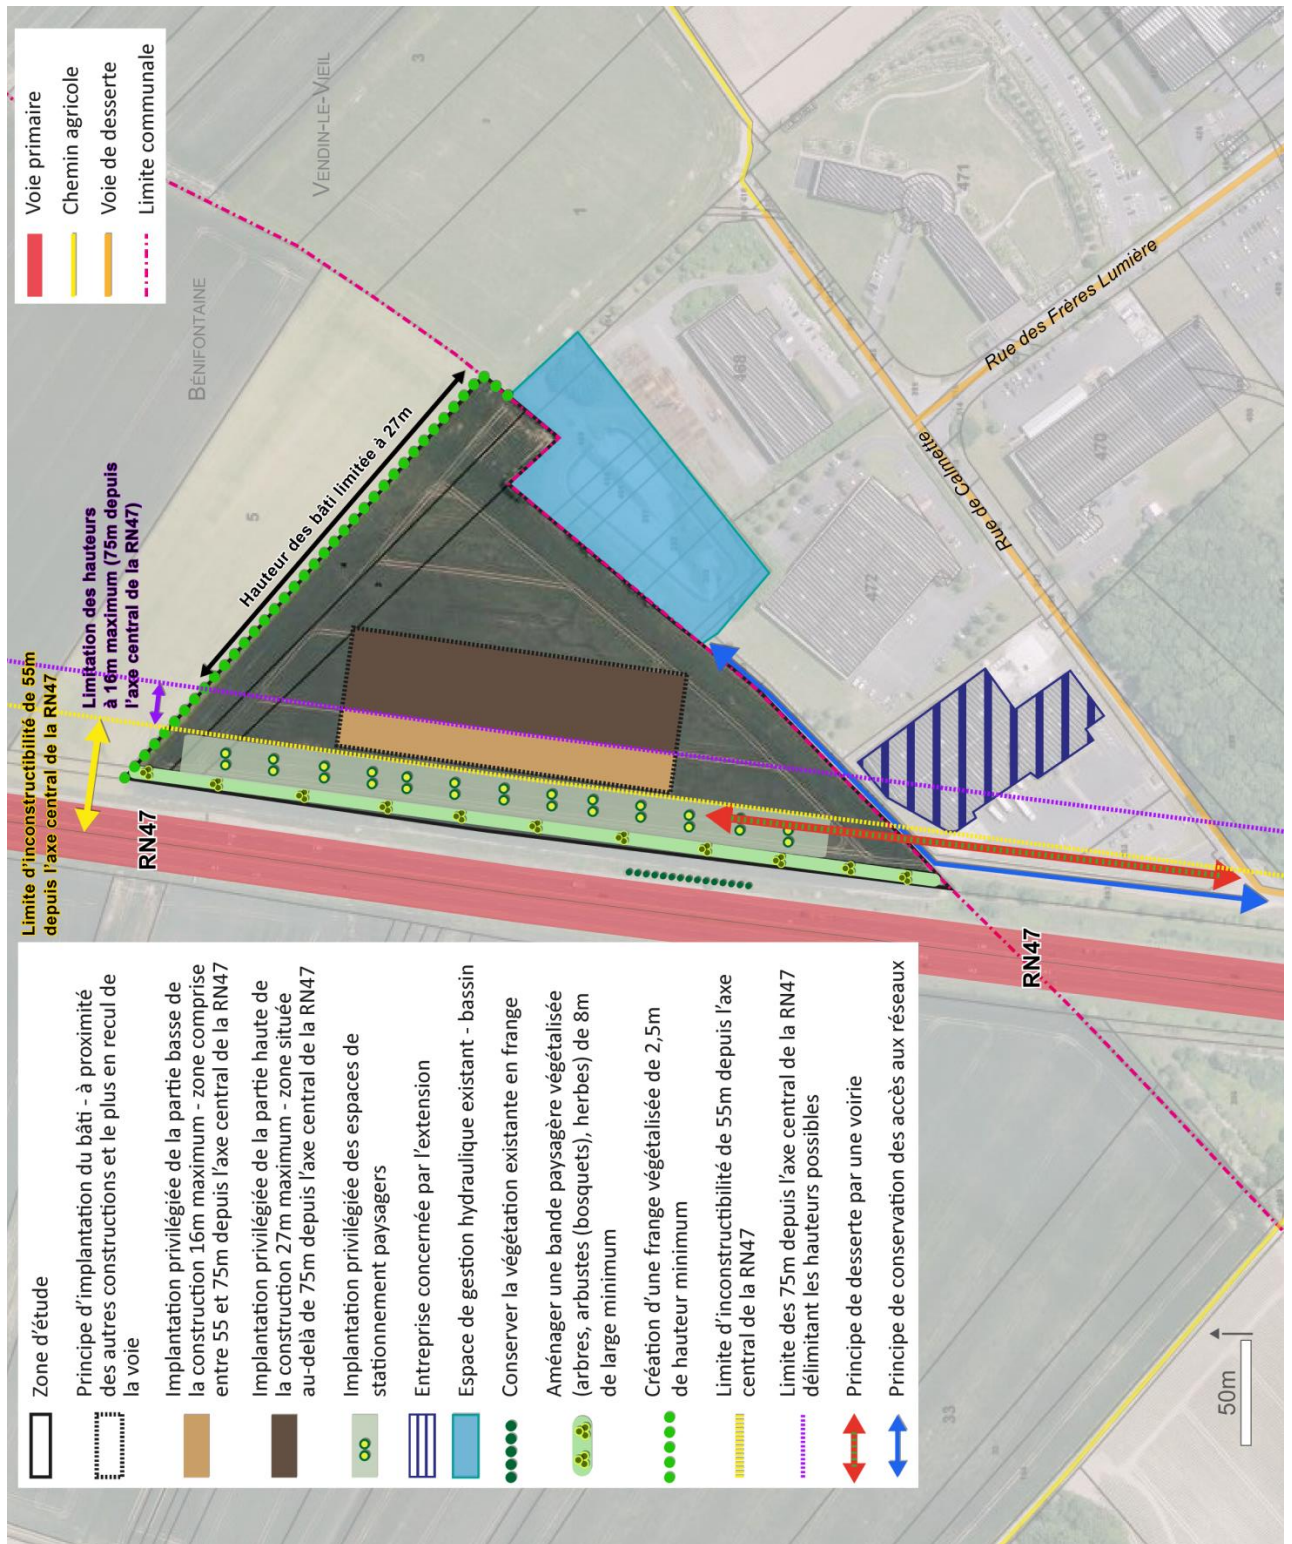 Voie primaire
Chemin agricole
Voie de desserte
Limite communale
VENDIN-LE-VIEIL
BÉNIFONTAINE
3
1
5
471
468
472
470
33
Hauteur des bâti limitée à 27m
Limitation des hauteurs
à 16m maximum (75m depuis
l'axe central de la RN47)
Limite d'inconstructibilité de 55m
depuis l'axe central de la RN47
RN47
RN47
Rue des Frères Lumière
Rue de Calmette
Zone d'étude
Principe d'implantation du bâti - à proximité
des autres constructions et le plus en recul de
la voie
Implantation privilégiée de la partie basse de
la construction 16m maximum - zone comprise
entre 55 et 75m depuis l'axe central de la RN47
Implantation privilégiée de la partie haute de
la construction 27m maximum - zone située
au-delà de 75m depuis l'axe central de la RN47
Implantation privilégiée des espaces de
stationnement paysagers
Entreprise concernée par l'extension
Espace de gestion hydraulique existant - bassin
Conserver la végétation existante en frange
Aménager une bande paysagère végétalisée
(arbres, arbustes (bosquets), herbes) de 8m
de large minimum
Création d'une frange végétalisée de 2,5m
de hauteur minimum
Limite d'inconstructibilité de 55m depuis l'axe
central de la RN47
Limite des 75m depuis l'axe central de la RN47
délimitant les hauteurs possibles
Principe de desserte par une voirie
Principe de conservation des accès aux réseaux
50m